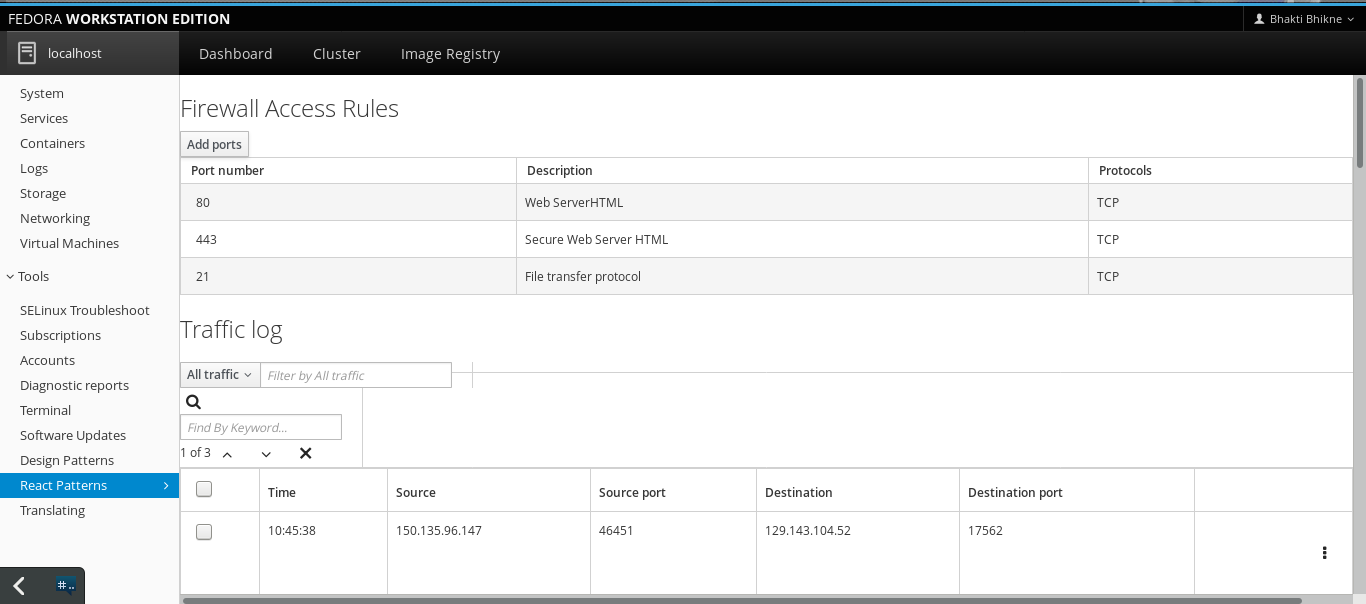 FEDORA WORKSTATION EDITION
Bhakti Bhikne
localhost
Dashboard Cluster Image Registry
System
Services
Containers
Logs
Storage
Networking
Virtual Machines
Tools
SELinux Troubleshoot
Subscriptions
Accounts
Diagnostic reports
Terminal
Software Updates
Design Patterns
React Patterns
Translating
#..
Firewall Access Rules
Add ports
Port number Description Protocols
80 Web ServerHTML TCP
443 Secure Web Server HTML TCP
21 File transfer protocol TCP
Traffic log
All traffic Filter by All traffic
Find By Keyword...
1 of 3
Time Source Source port Destination Destination port
10:45:38 150.135.96.147 46451 129.143.104.52 17562